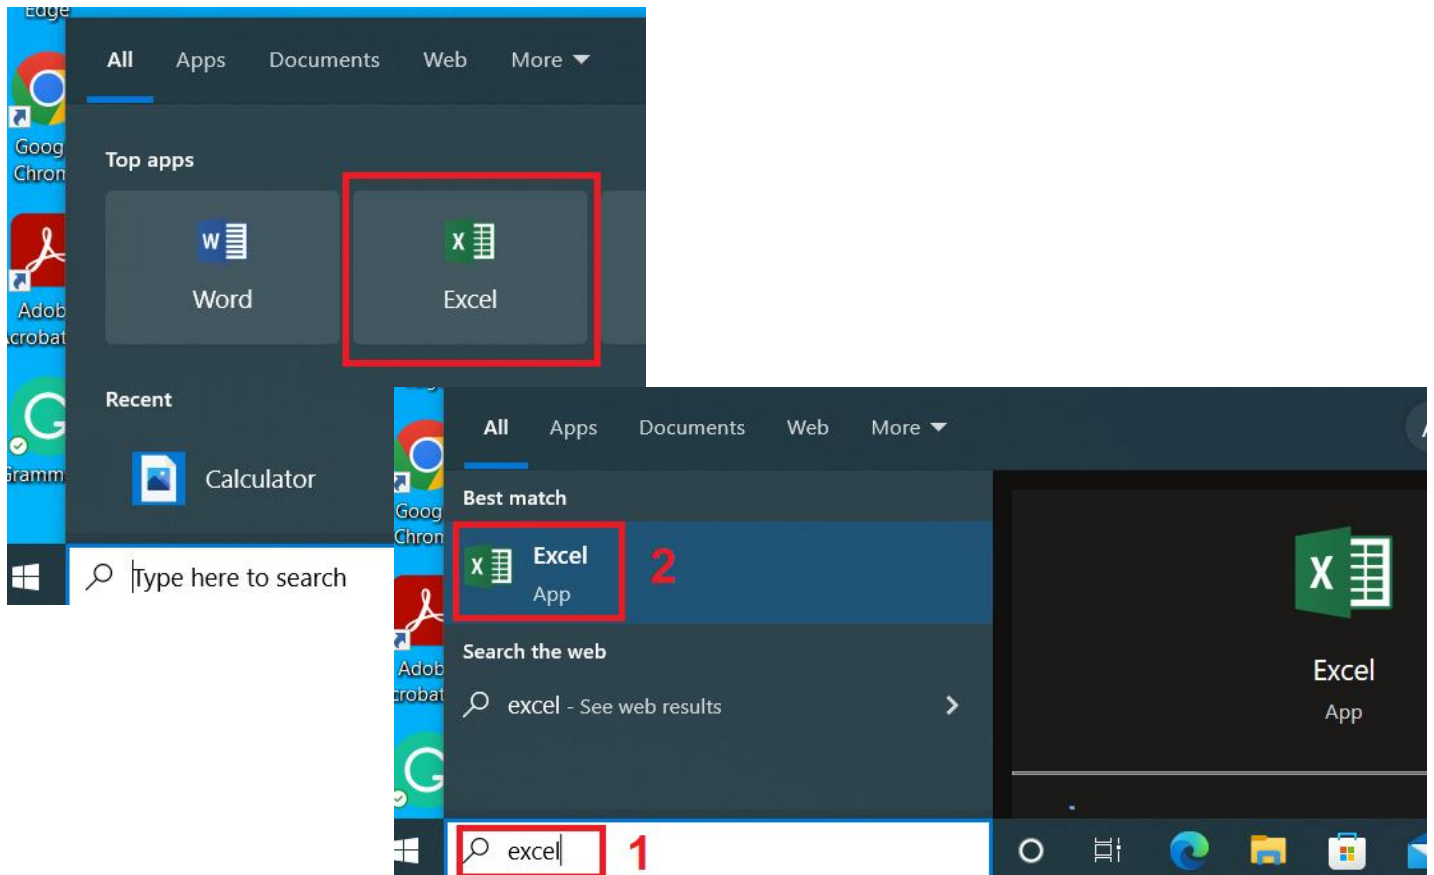 Edge
All Apps Documents Web More
Goog
Chrom
Top apps
Word Excel
Adob
crobat
Recent
Gramm
Calculator
Type here to search
All Apps Documents Web More
Best match
Goog
Chron
Excel
App
2
Search the web
Adob
crobat
excel - See web results
Excel
App
excel
1